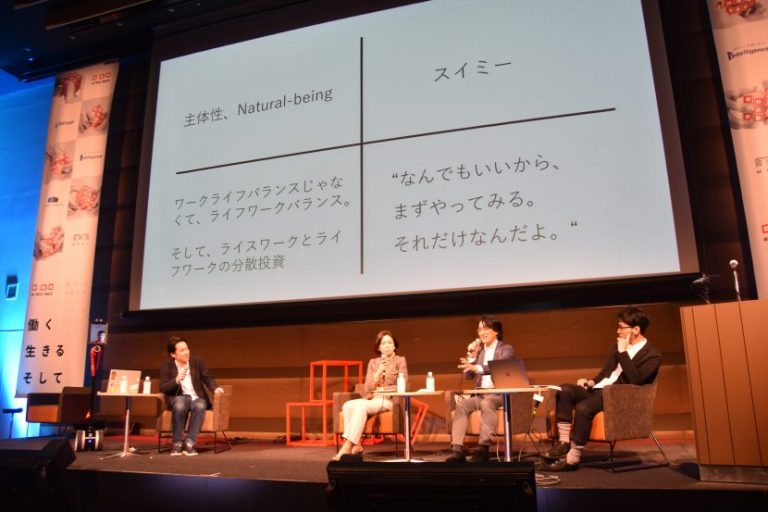 主体性、Natural-being
スイミー
ワークライフバランスじゃな
くて、ライフワークバランス。
そして、ライスワークとライ
フワークの分散投資
“なんでもいいから、
まずやってみる。
それだけなんだよ。“
働く
生きる
そして
intelligence